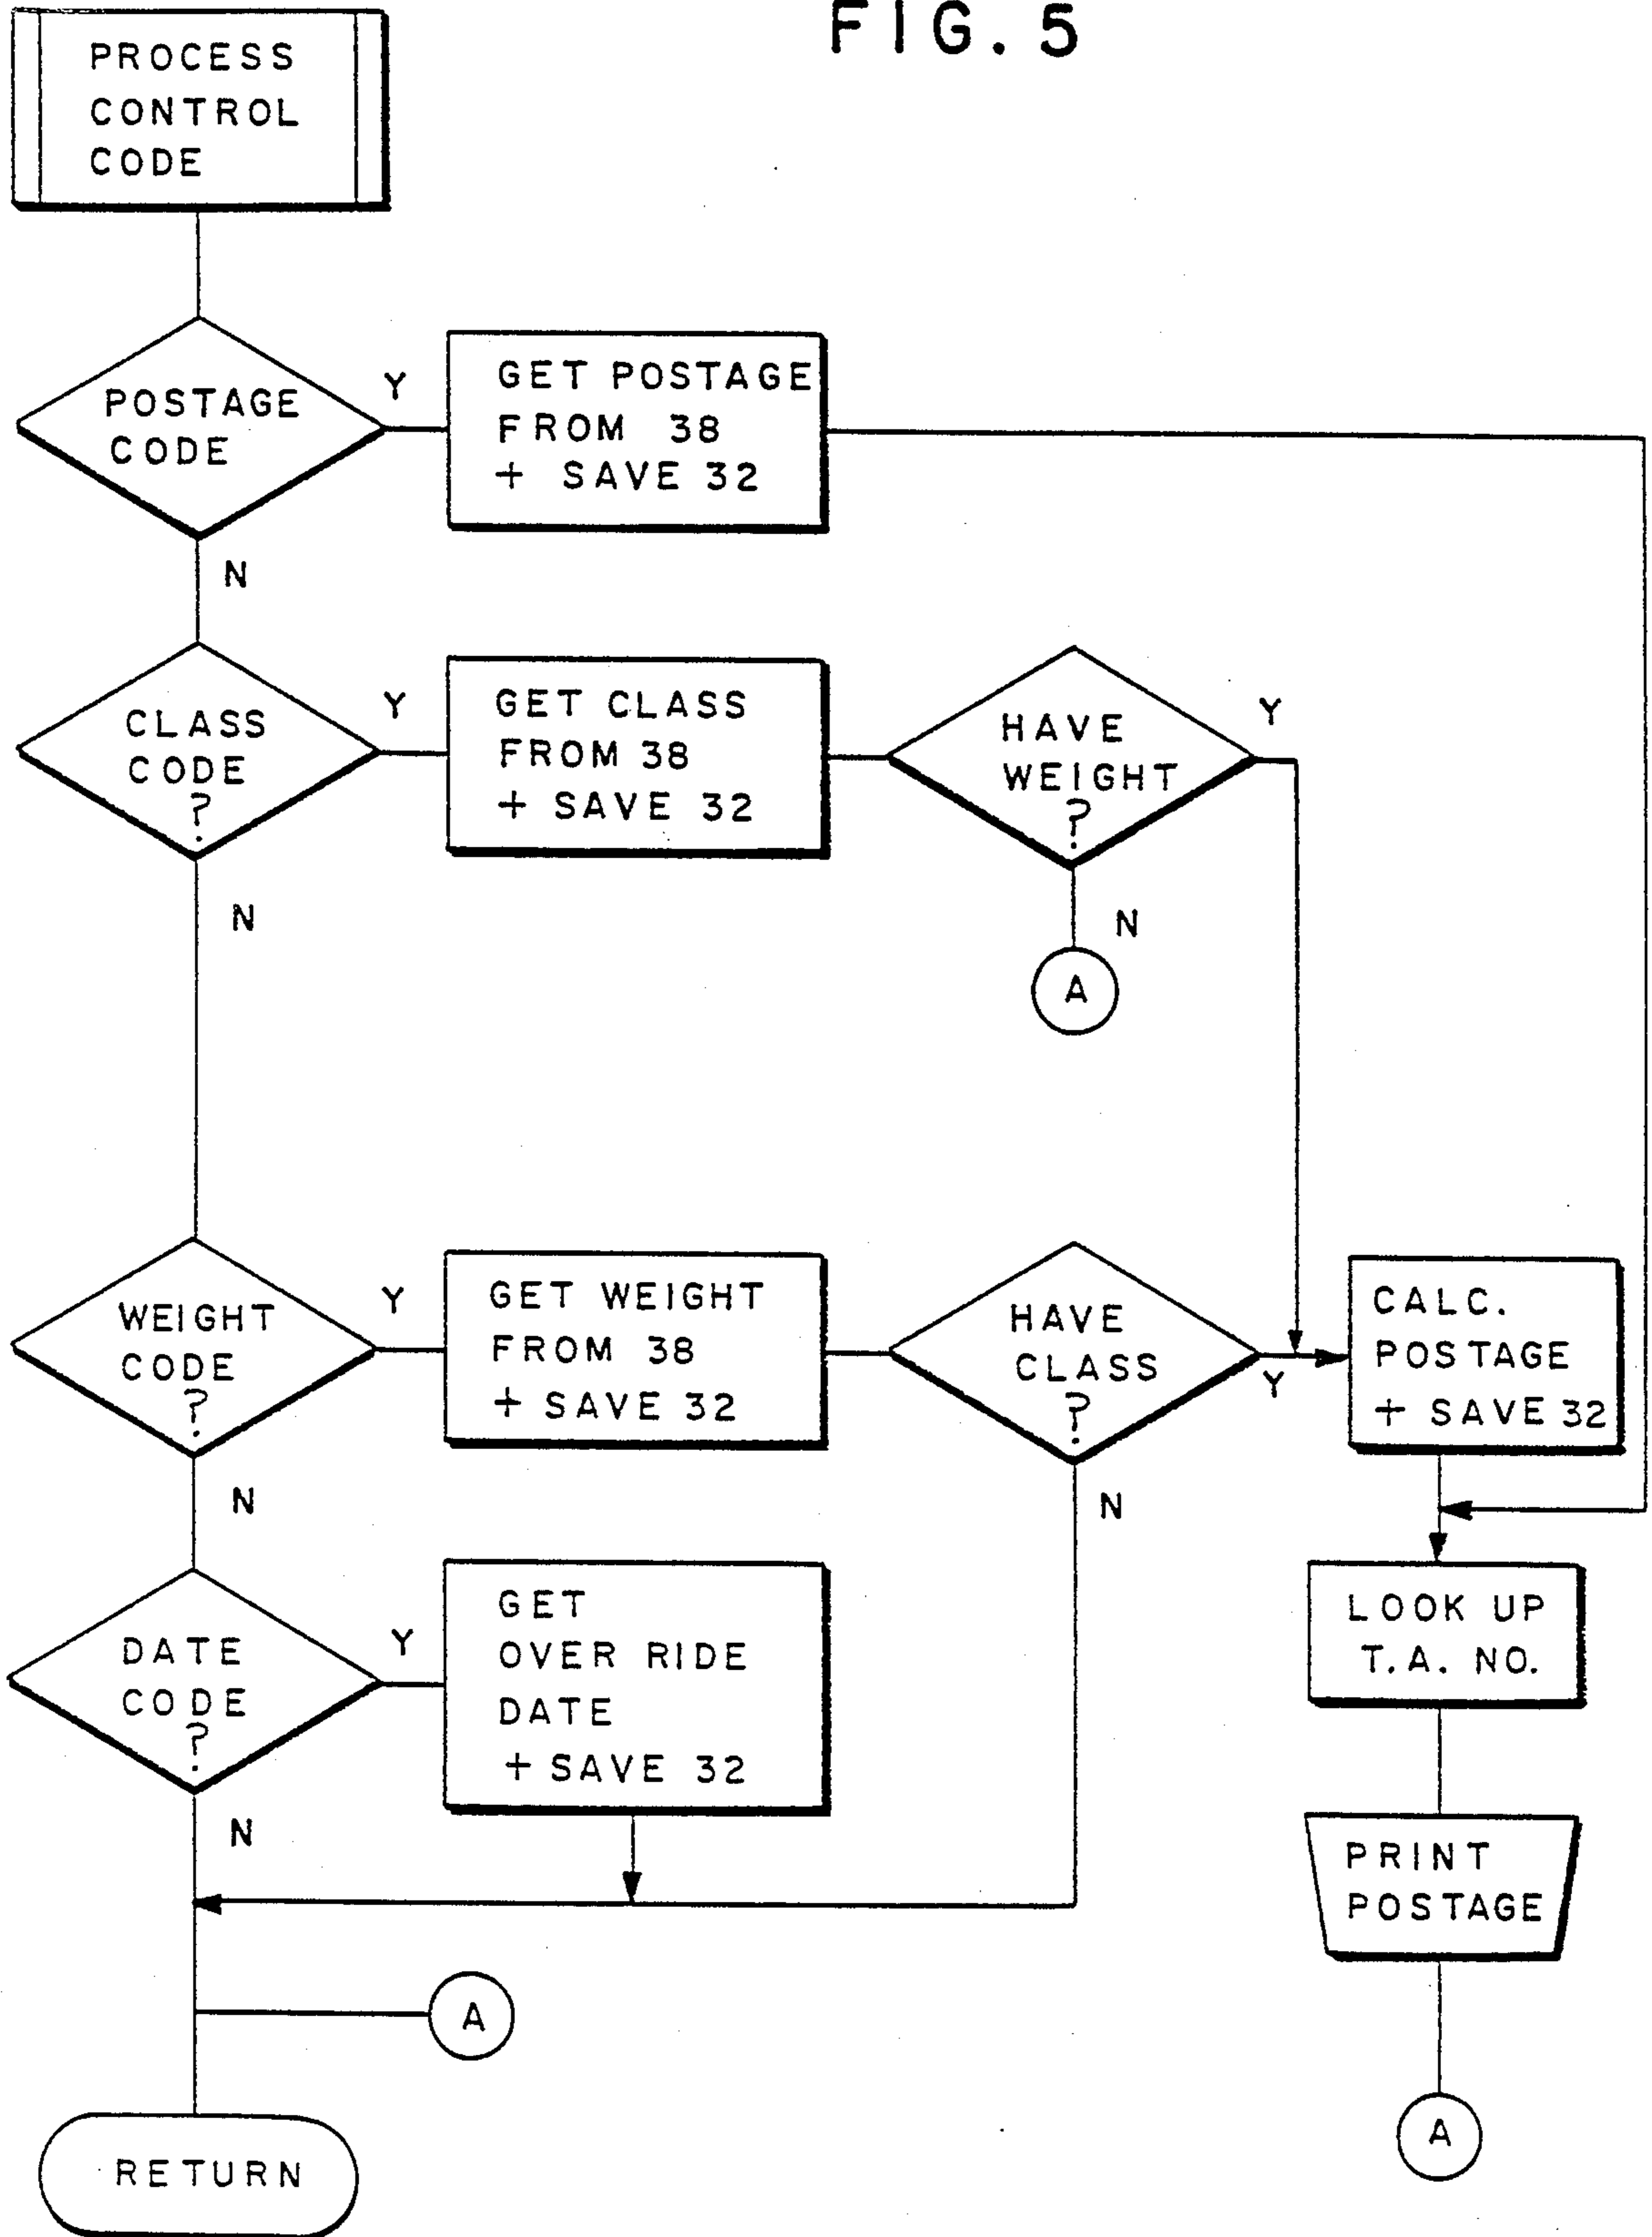 FIG. 5
PROCESS
CONTROL
CODE
POSTAGE
CODE
Y
GET POSTAGE
FROM 38
+ SAVE 32
N
CLASS
CODE
?
Y
GET CLASS
FROM 38
+ SAVE 32
HAVE
WEIGHT
?
Y
N
N
A
WEIGHT
CODE
?
Y
GET WEIGHT
FROM 38
+ SAVE 32
HAVE
CLASS
?
Y
CALC.
POSTAGE
+ SAVE 32
N
N
DATE
CODE
?
Y
GET
OVER RIDE
DATE
+ SAVE 32
LOOK UP
T.A. NO.
N
PRINT
POSTAGE
A
A
RETURN